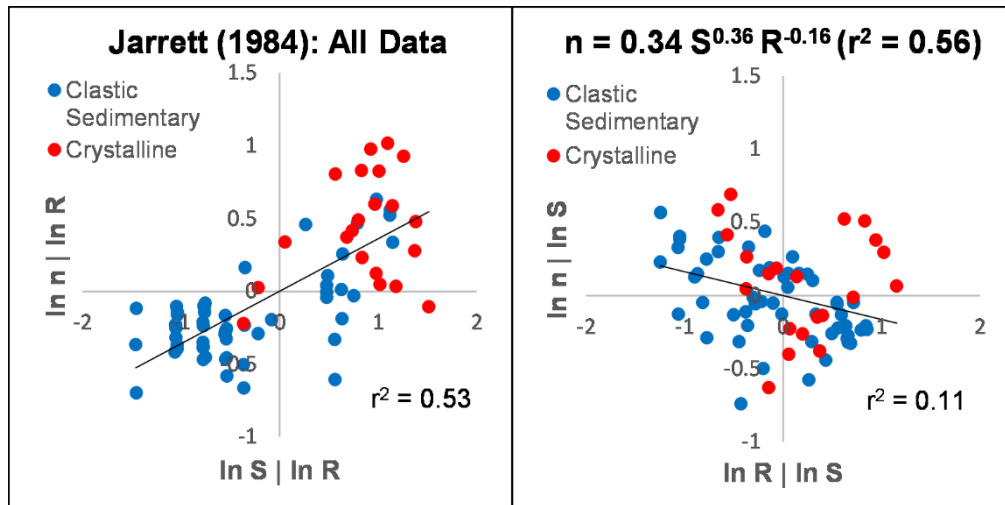 Jarrett (1984): All Data
1.5
Clastic
Sedimentary
Crystalline
1
0.5
0
-2
-1
0
1
2
-0.5
-1
ln n | ln R
ln S | ln R
r² = 0.53
n = 0.34 S^0.36 R^-0.16 (r² = 0.56)
1.5
Clastic
Sedimentary
Crystalline
1
0.5
0
-2
-1
0
1
2
-0.5
-1
ln n | ln S
ln R | ln S
r² = 0.11